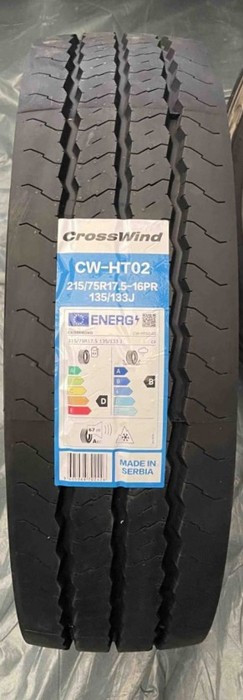 CROSSWIND
CW-HT02
215/75R17.5-16PR
135/133J
ENERG
A
B
C
D
E
D
A
B
C
D
E
B
MADE IN
SERBIA